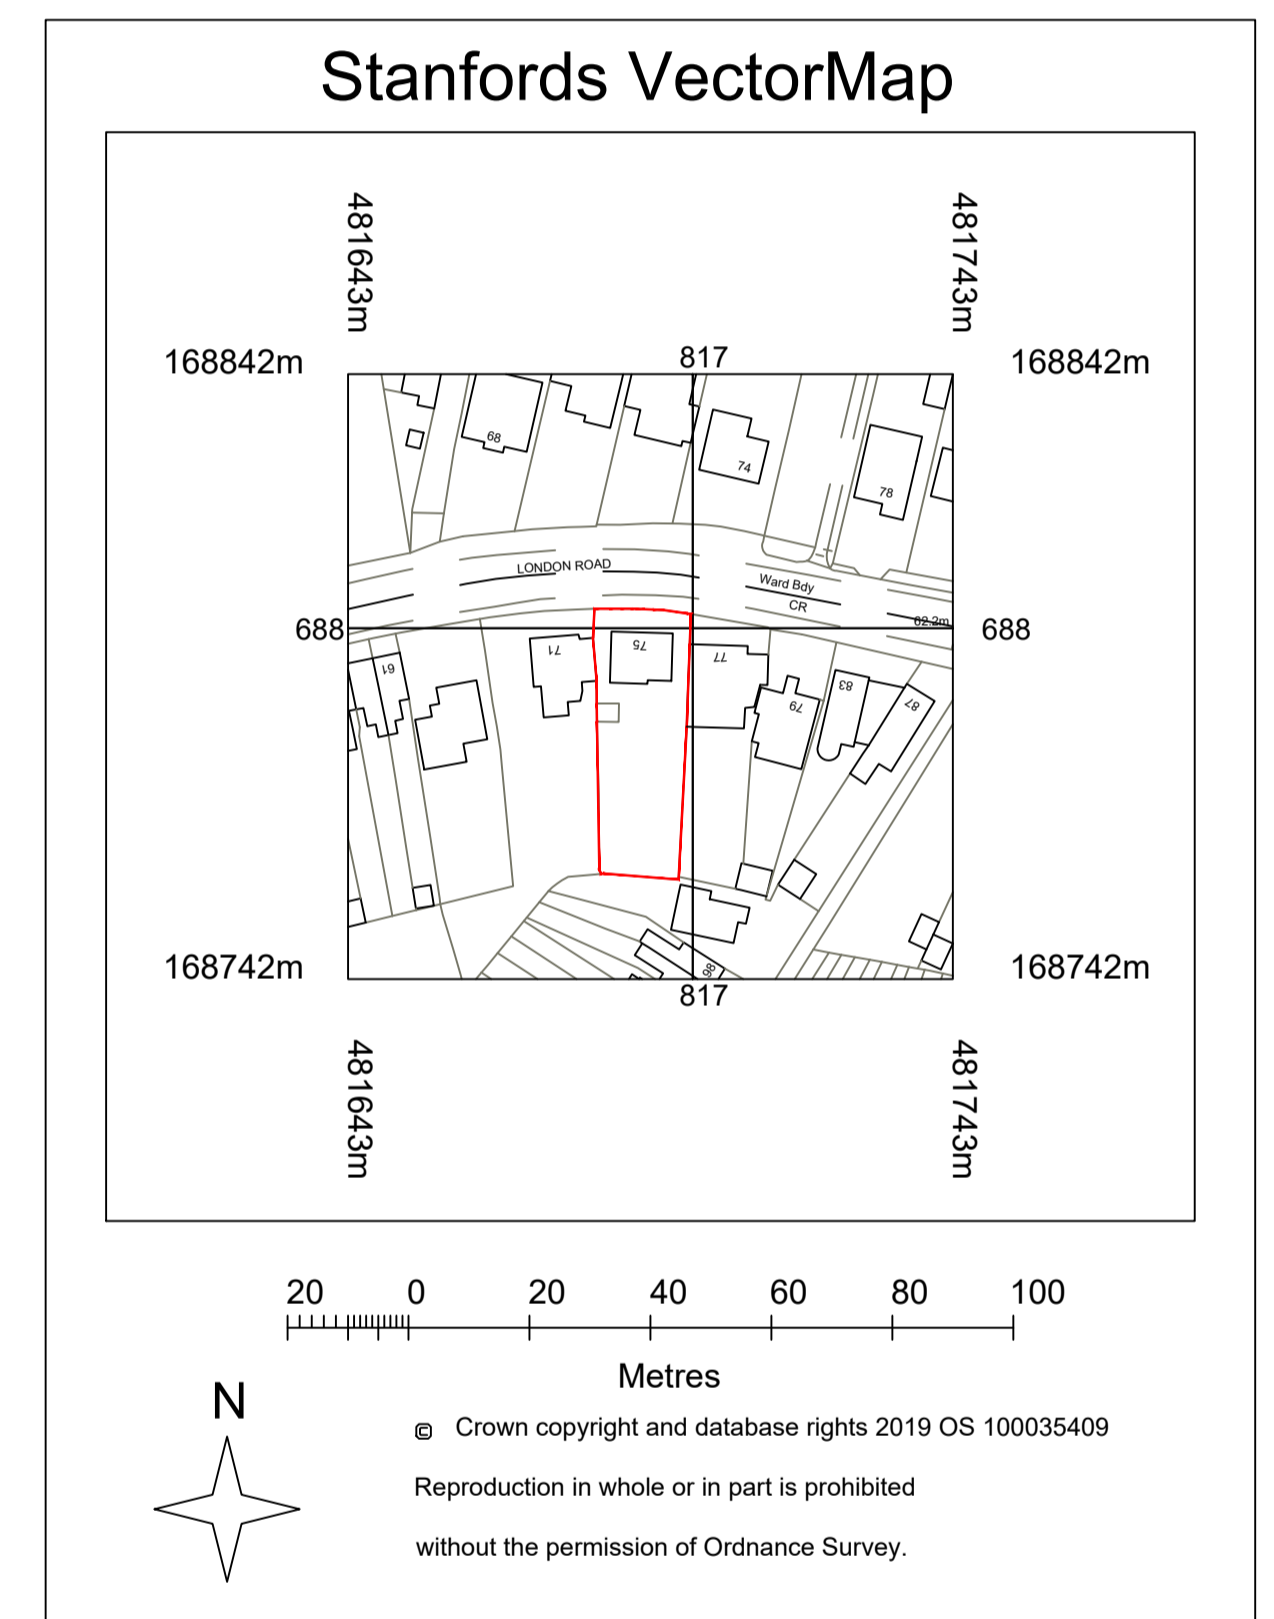 Stanfords VectorMap
481643m
481743m
168842m
817
168842m
68
74
78
LONDON ROAD
Ward Bdy
CR
62.2m
688
688
71
75
77
61
79
83
87
98
168742m
168742m
817
481643m
481743m
20 0 20 40 60 80 100
Metres
N
© Crown copyright and database rights 2019 OS 100035409
Reproduction in whole or in part is prohibited
without the permission of Ordnance Survey.